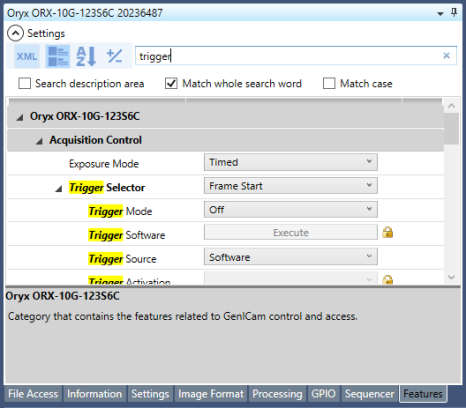 Oryx ORX-10G-123S6C 20236487
Settings
XML trigger
Search description area Match whole search word Match case
Oryx ORX-10G-123S6C
Acquisition Control
Exposure Mode Timed
Trigger Selector Frame Start
Trigger Mode Off
Trigger Software Execute
Trigger Source Software
Trigger Activation
Oryx ORX-10G-123S6C
Category that contains the features related to GenICam control and access.
File Access Information Settings Image Format Processing GPIO Sequencer Features